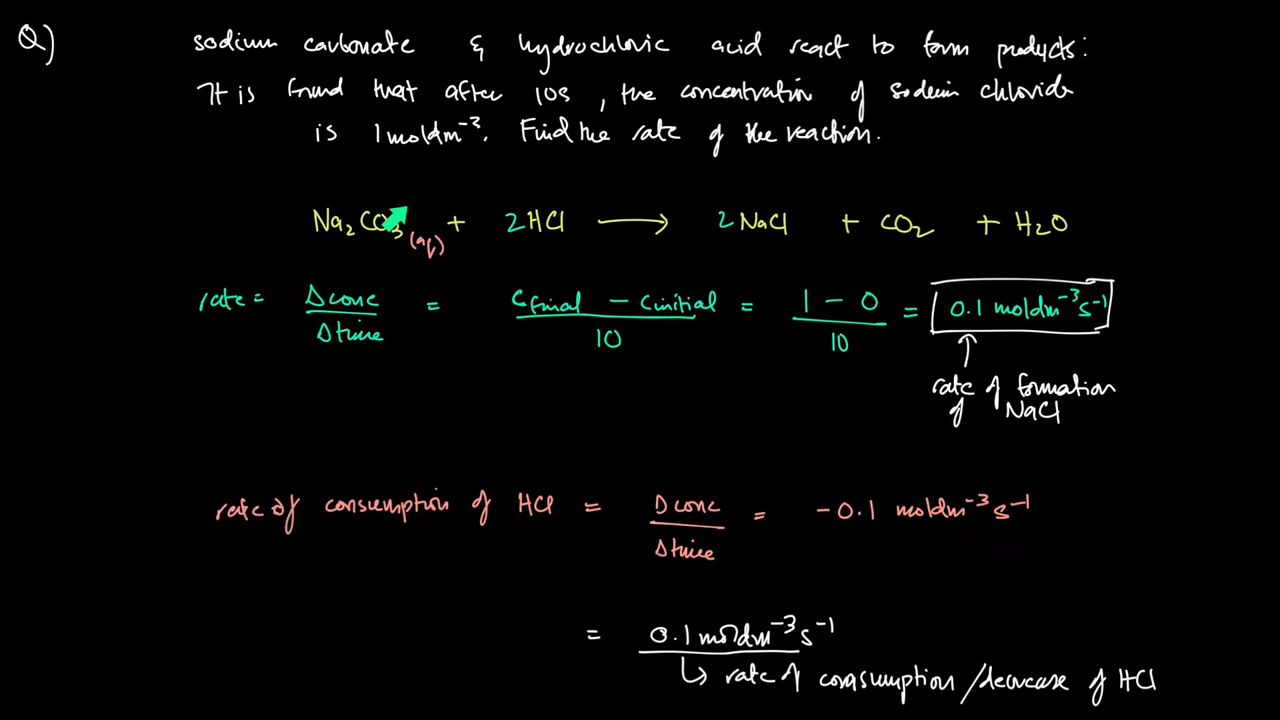 Q) sodium carbonate & hydrochloric acid react to form products:
It is found that after 10s, the concentration of sodium chloride
is 1moldm⁻³. Find the rate of the reaction.
Na₂CO₃(aq) + 2HCl ⟶ 2NaCl + CO₂ + H₂O
rate = Δconc / Δtime = Cfinal − Cinitial / 10 = 1 − 0 / 10 = 0.1 moldm⁻³s⁻¹
↑
rate of formation
of NaCl
rate of consumption of HCl = Δconc / Δtime = −0.1 moldm⁻³s⁻¹
= 0.1 moldm⁻³s⁻¹
↳ rate of consumption/decrease of HCl